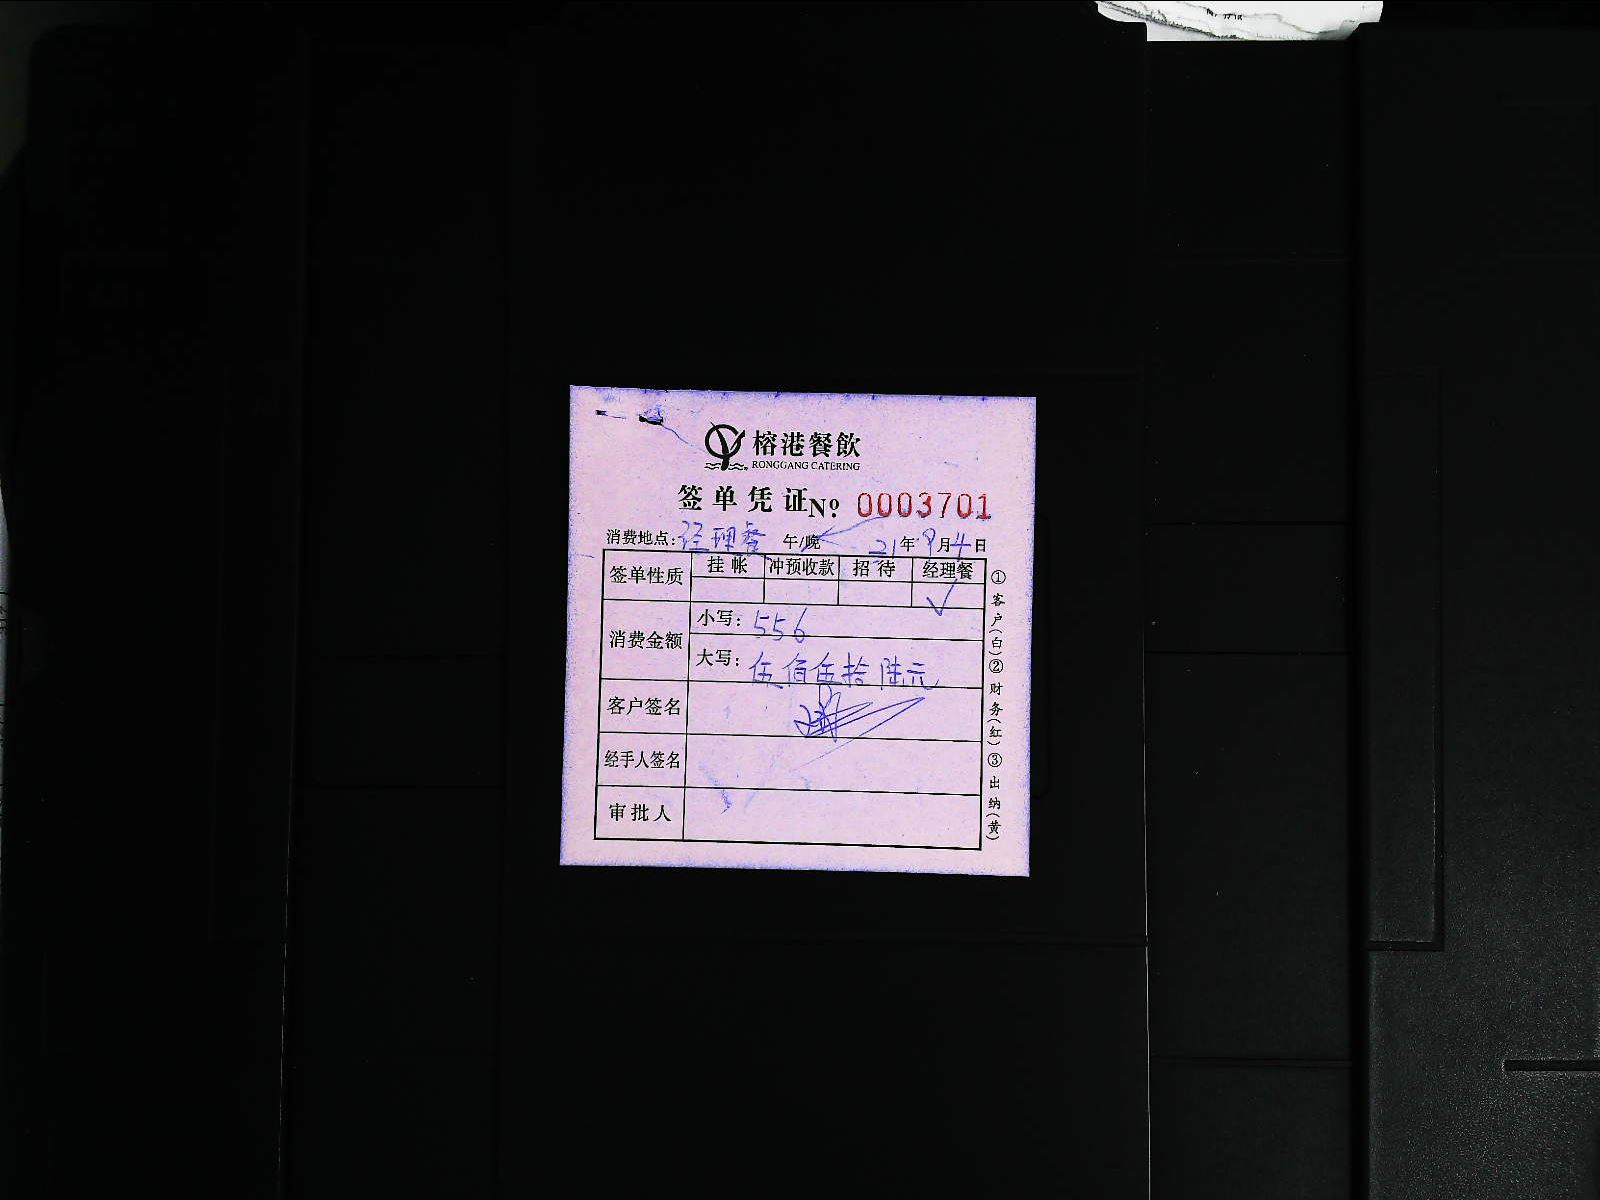 榕港餐飲
RONGGANG CATERING
签单凭证№ 0003701
消费地点：经理餐 午/晚 21年9月4日
签单性质 挂帐 冲预收款 招待 经理餐
√
消费金额 小写：556
大写：伍佰伍拾陆元
客户签名
经手人签名
审批人
①客户(白)②财务(红)③出纳(黄)